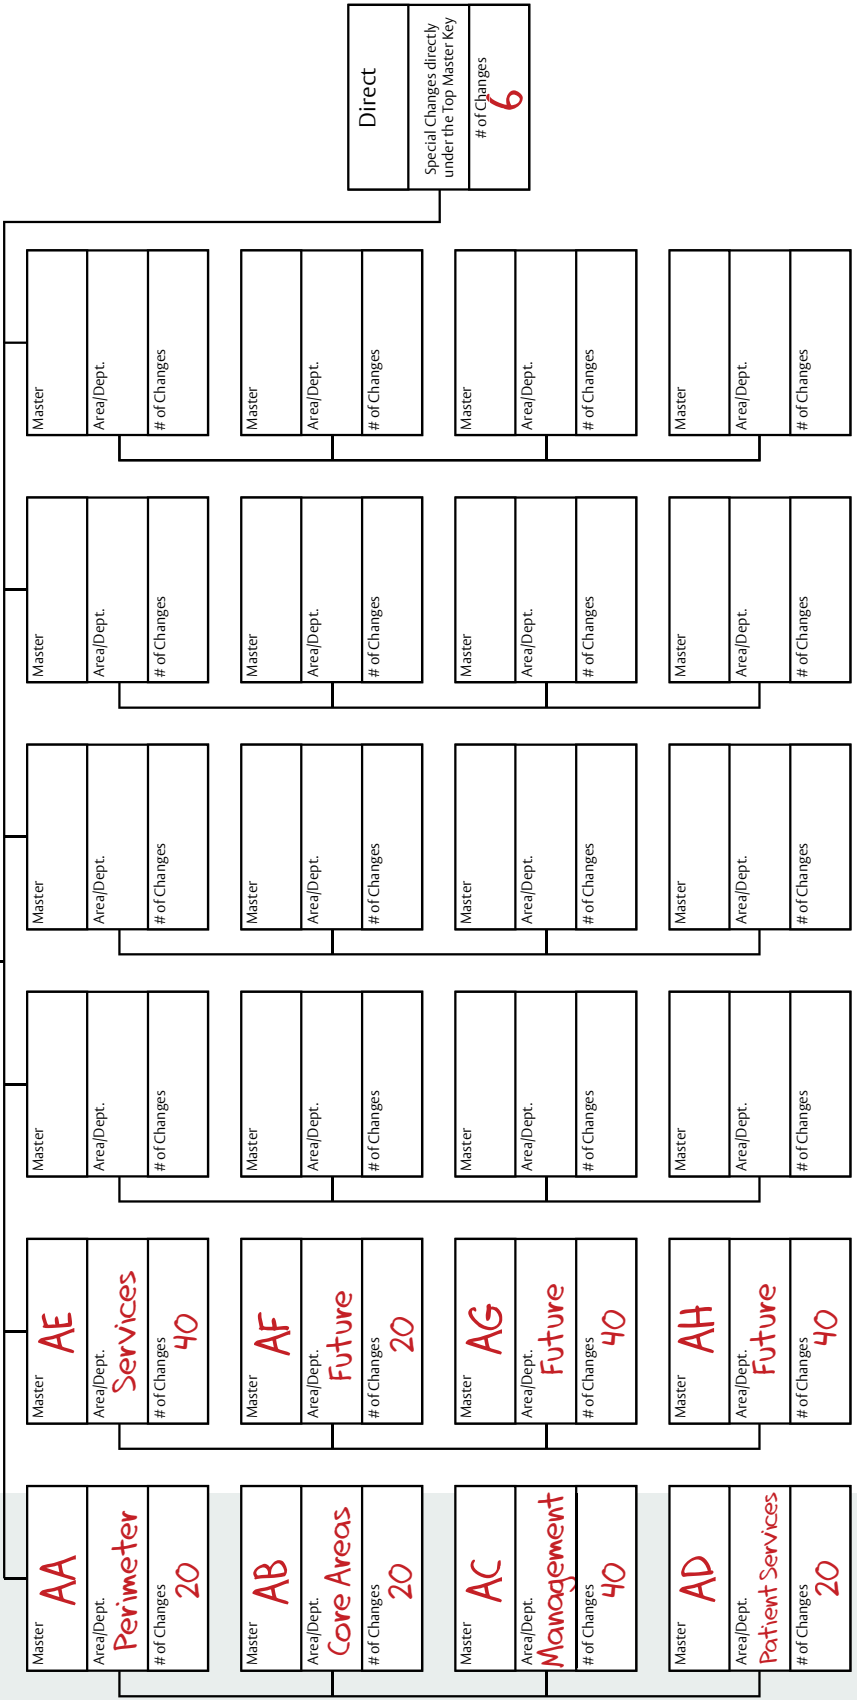 Master AA
Area/Dept.
Perimeter
# of Changes
20
Master AB
Area/Dept.
Core Areas
# of Changes
20
Master AC
Area/Dept.
Management
# of Changes
40
Master AD
Area/Dept.
Patient Services
# of Changes
20
Master AE
Area/Dept.
Services
# of Changes
40
Master AF
Area/Dept.
Future
# of Changes
20
Master AG
Area/Dept.
Future
# of Changes
40
Master AH
Area/Dept.
Future
# of Changes
40
Master
Area/Dept.
# of Changes
Master
Area/Dept.
# of Changes
Master
Area/Dept.
# of Changes
Master
Area/Dept.
# of Changes
Master
Area/Dept.
# of Changes
Master
Area/Dept.
# of Changes
Master
Area/Dept.
# of Changes
Master
Area/Dept.
# of Changes
Master
Area/Dept.
# of Changes
Master
Area/Dept.
# of Changes
Master
Area/Dept.
# of Changes
Master
Area/Dept.
# of Changes
Master
Area/Dept.
# of Changes
Master
Area/Dept.
# of Changes
Master
Area/Dept.
# of Changes
Master
Area/Dept.
# of Changes
Direct
Special Changes directly
under the Top Master Key
# of Changes
6